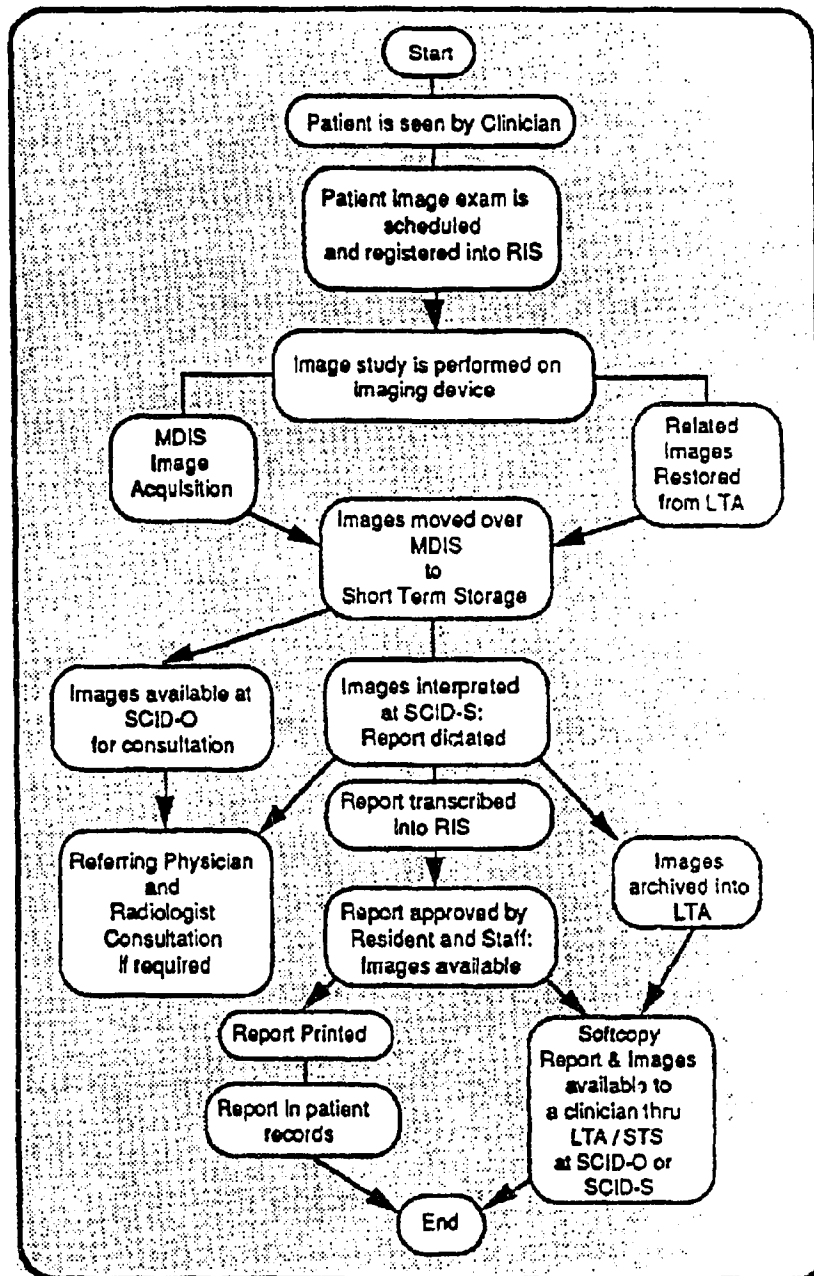 Start
Patient is seen by Clinician
Patient image exam is
scheduled
and registered into RIS
Image study is performed on
imaging device
MDIS
Image
Acquisition
Related
Images
Restored
from LTA
Images moved over
MDIS
to
Short Term Storage
Images available at
SCID-O
for consultation
Images interpreted
at SCID-S:
Report dictated
Report transcribed
into RIS
Referring Physician
and
Radiologist
Consultation
If required
Report approved by
Resident and Staff:
Images available
Images
archived into
LTA
Report Printed
Report in patient
records
Softcopy
Report & Images
available to
a clinician thru
LTA / STS
at SCID-O or
SCID-S
End